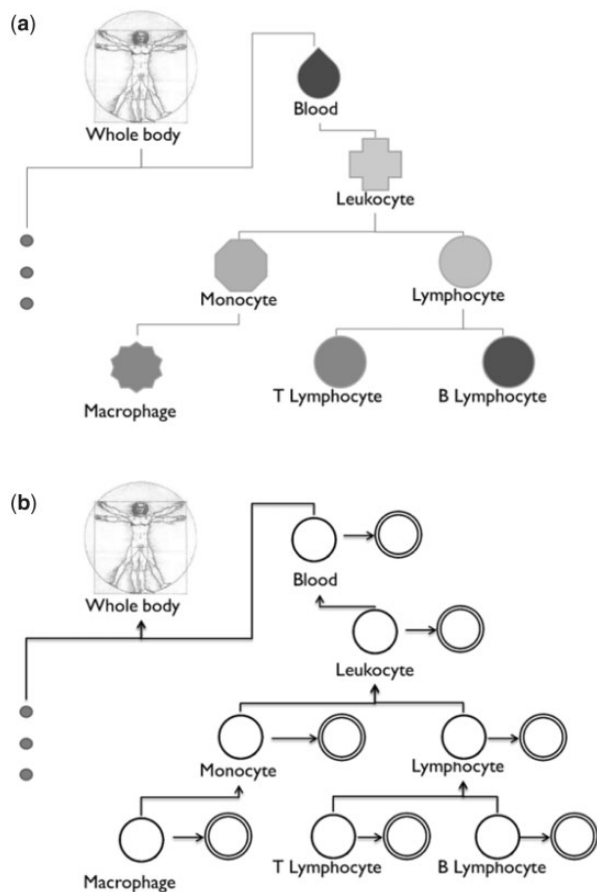 (a)
Whole body
Blood
Leukocyte
Monocyte
Lymphocyte
Macrophage
T Lymphocyte
B Lymphocyte
(b)
Whole body
Blood
Leukocyte
Monocyte
Lymphocyte
Macrophage
T Lymphocyte
B Lymphocyte